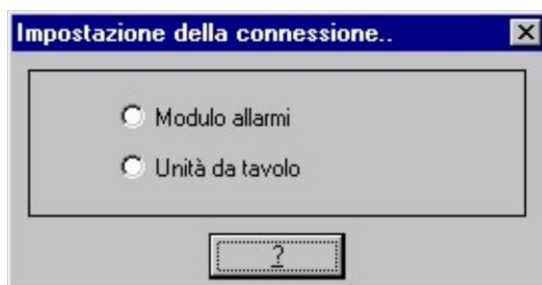 Impostazione della connessione..
Modulo allarmi
Unità da tavolo
?